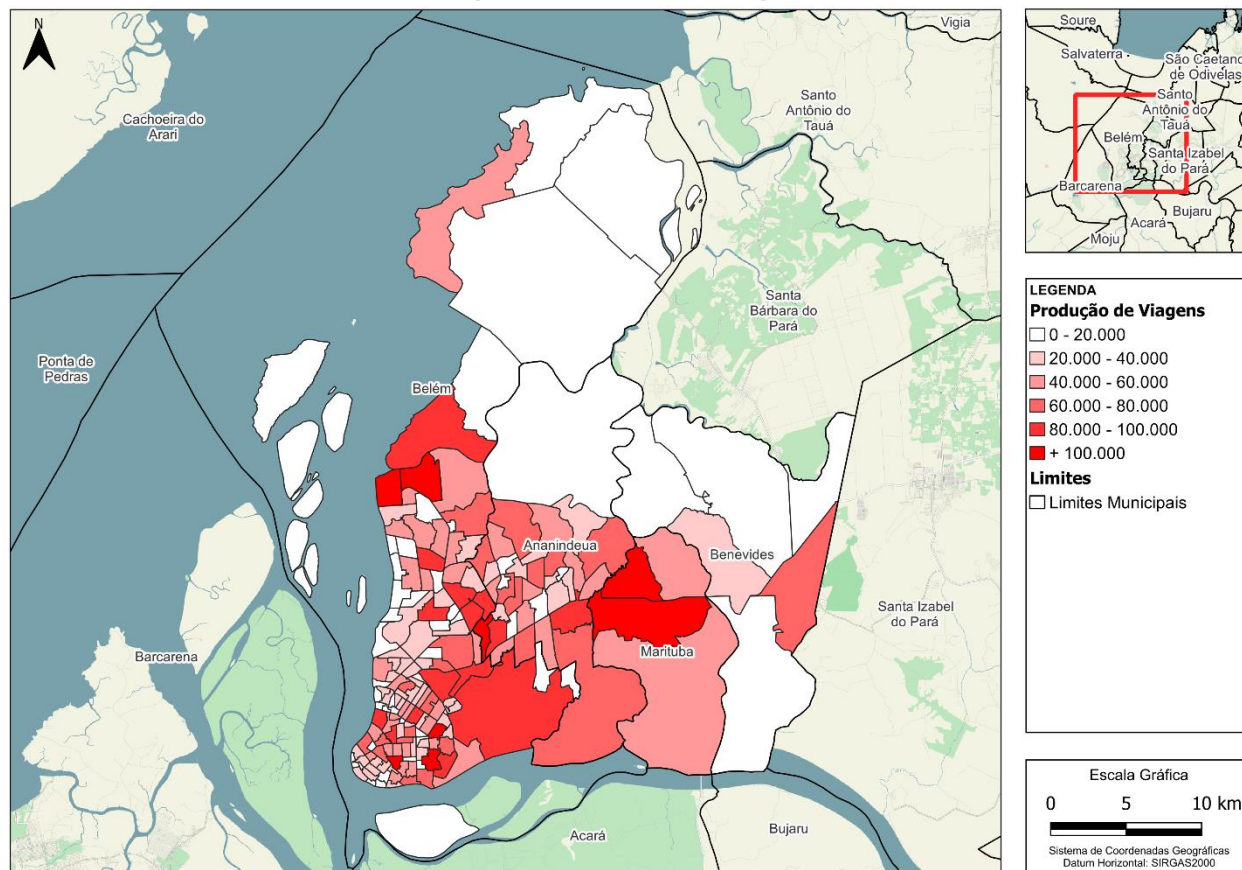 N
Vigia
Cachoeira do
Arari
Santo
Antônio do
Tauá
Santa
Bárbara do
Pará
Ponta de
Pedras
Belém
Ananindeua
Benevides
Santa Izabel
do Pará
Marituba
Barcarena
Acará
Bujaru
Soure
Salvaterra
São Caetano
de Odivelas
Santo
Antônio do
Tauá
Belém
Santa Izabel
do Pará
Barcarena
Bujaru
Acará
Moju
LEGENDA
Produção de Viagens
0 - 20.000
20.000 - 40.000
40.000 - 60.000
60.000 - 80.000
80.000 - 100.000
+ 100.000
Limites
Limites Municipais
Escala Gráfica
0 5 10 km
Sistema de Coordenadas Geográficas
Datum Horizontal: SIRGAS2000